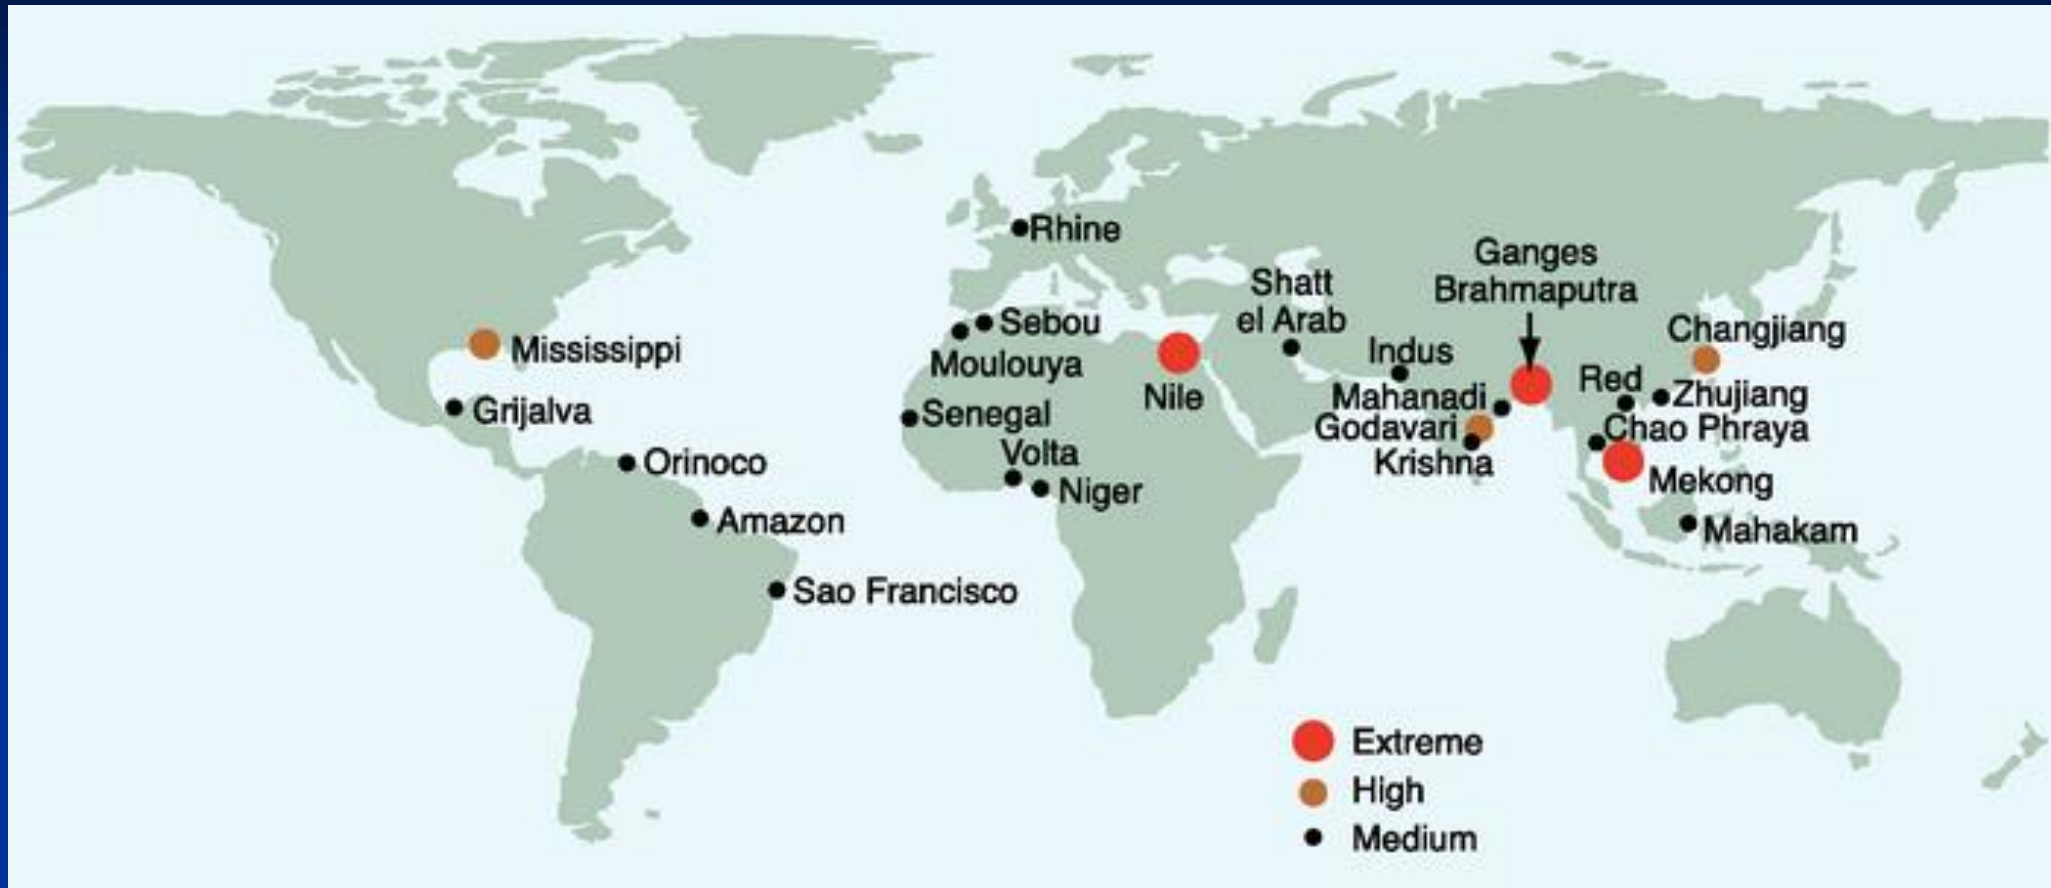 Rhine
Ganges
Brahmaputra
Shatt
el Arab
Sebou
Moulouya
Changjiang
Mississippi
Indus
Nile
Red
Mahanadi
Zhujiang
Grijalva
Senegal
Godavari
Chao Phraya
Volta
Krishna
Orinoco
Niger
Mekong
Amazon
Mahakam
Sao Francisco
Extreme
High
Medium